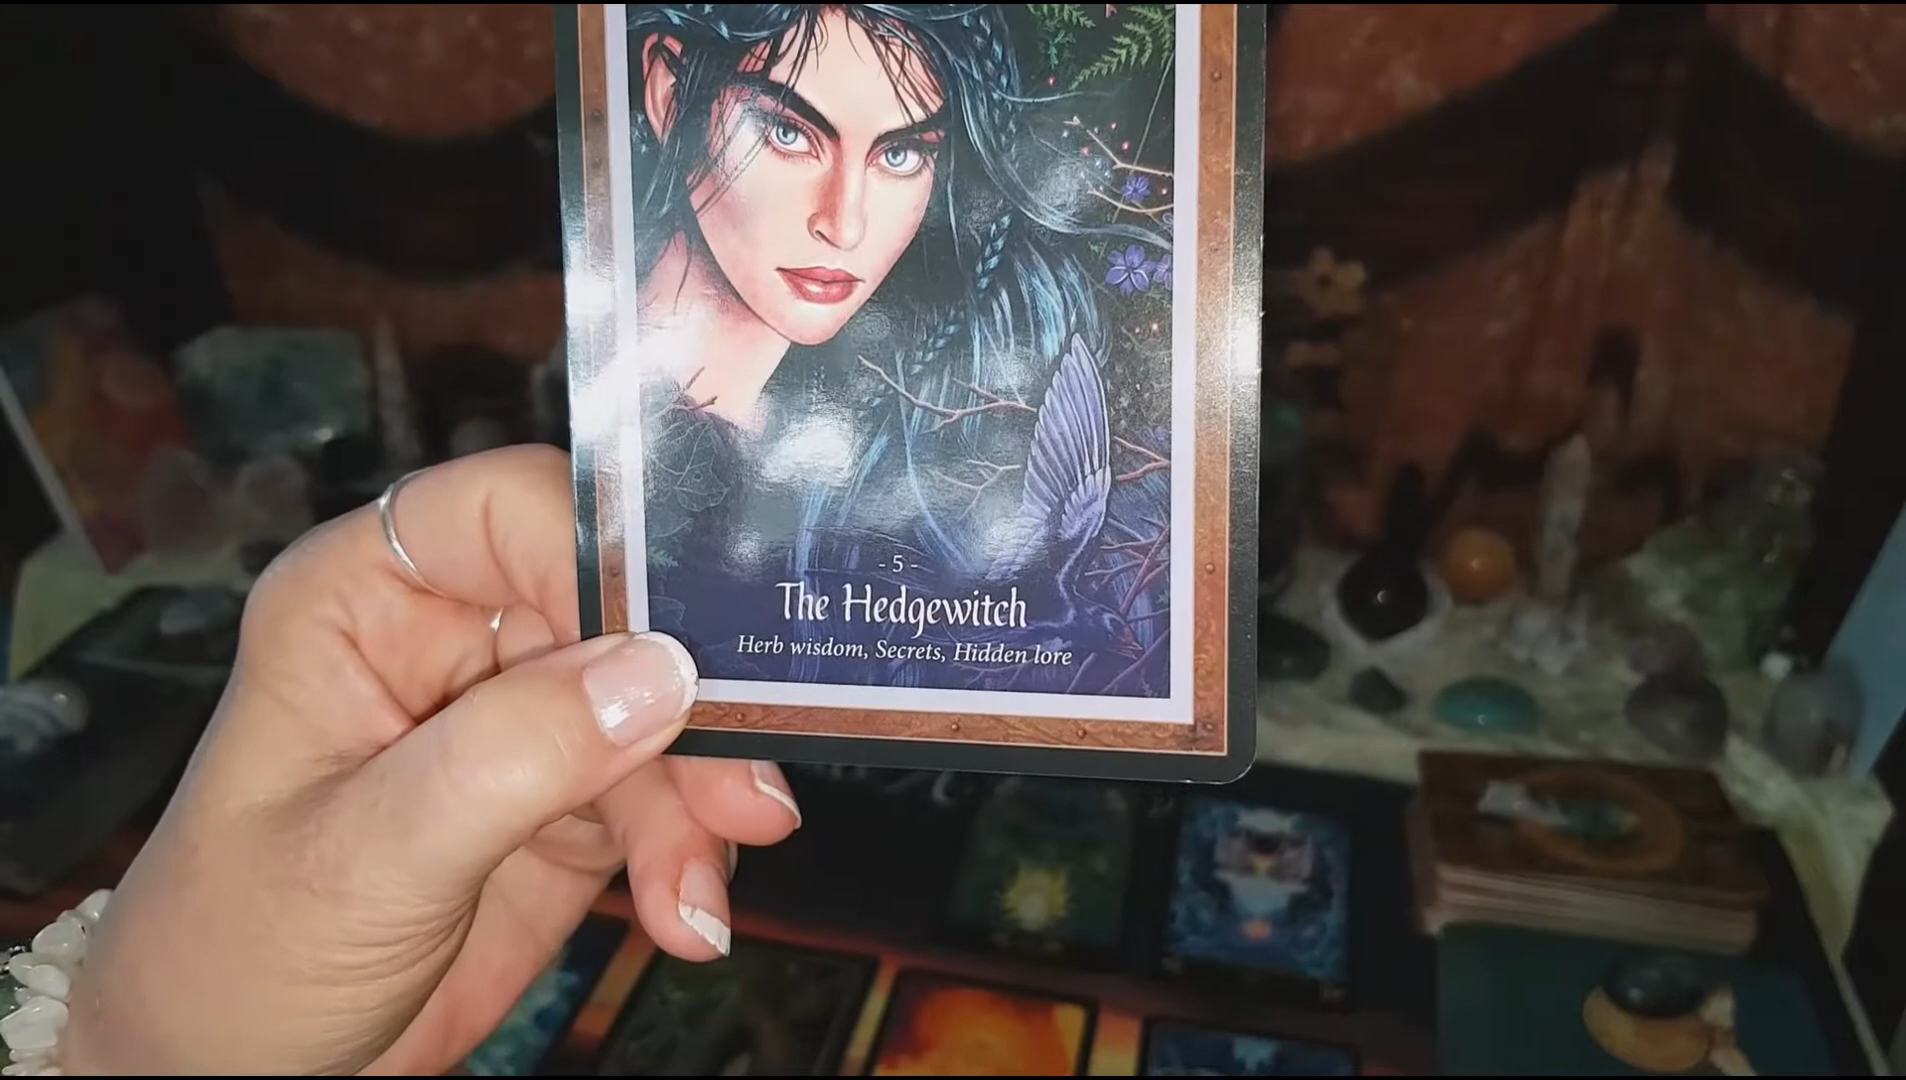 - 5 -
The Hedgewitch
Herb wisdom, Secrets, Hidden lore